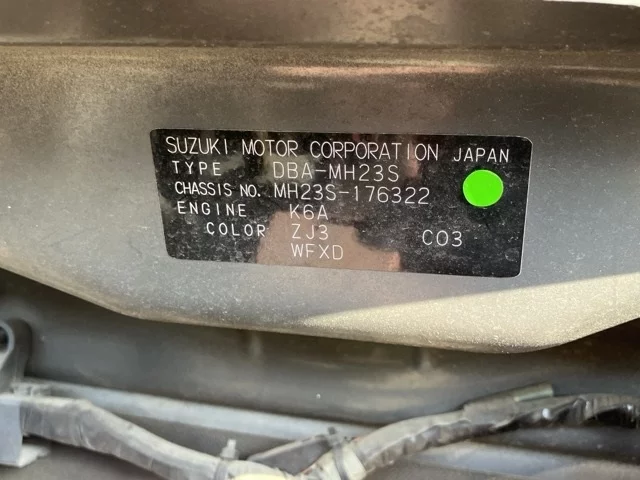 SUZUKI MOTOR CORPORATION JAPAN
TYPE DBA-MH23S
CHASSIS NO. MH23S-176322
ENGINE K6A
COLOR ZJ3 C03
WFXD